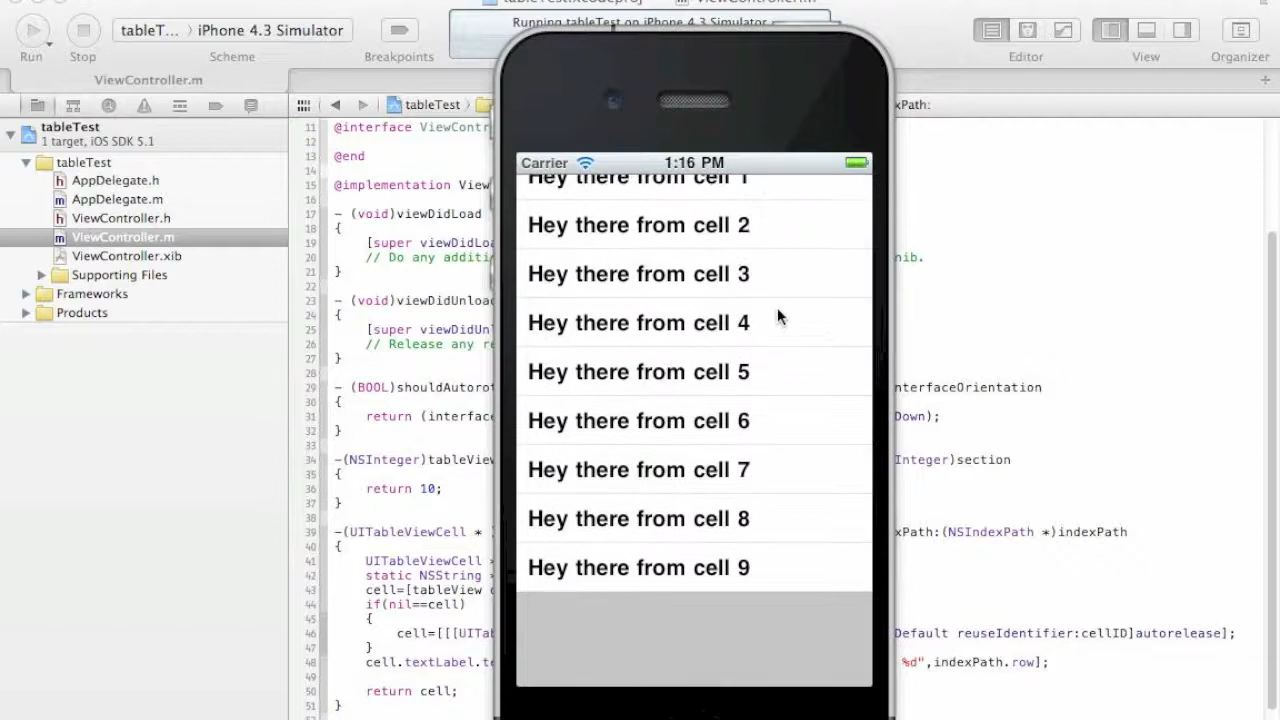 tableTest.xcodeproj
ViewController.m
Running tableTest on iPhone 4.3 Simulator
tableT... › iPhone 4.3 Simulator
Run
Stop
Scheme
Breakpoints
Editor
View
Organizer
ViewController.m
tableTest
xPath:
tableTest
1 target, iOS SDK 5.1
tableTest
AppDelegate.h
AppDelegate.m
ViewController.h
ViewController.m
ViewController.xib
Supporting Files
Frameworks
Products
11 @interface ViewContr
12
13 @end
14
15 @implementation View
16
17 - (void)viewDidLoad
18 {
19 [super viewDidLoa
20 // Do any additi nib.
21 }
22
23 - (void)viewDidUnloa
24 {
25 [super viewDidUn
26 // Release any re
27 }
28
29 - (BOOL)shouldAutorot nterfaceOrientation
30 {
31 return (interface Down);
32 }
33
34 -(NSInteger)tableView Integer)section
35 {
36 return 10;
37 }
38
39 -(UITableViewCell * xPath:(NSIndexPath *)indexPath
40 {
41 UITableViewCell
42 static NSString
43 cell=[tableView
44 if(nil==cell)
45 {
46 cell=[[[UITab Default reuseIdentifier:cellID]autorelease];
47 }
48 cell.textLabel.te %d",indexPath.row];
49
50 return cell;
51 }
Carrier 1:16 PM
Hey there from cell 1
Hey there from cell 2
Hey there from cell 3
Hey there from cell 4
Hey there from cell 5
Hey there from cell 6
Hey there from cell 7
Hey there from cell 8
Hey there from cell 9